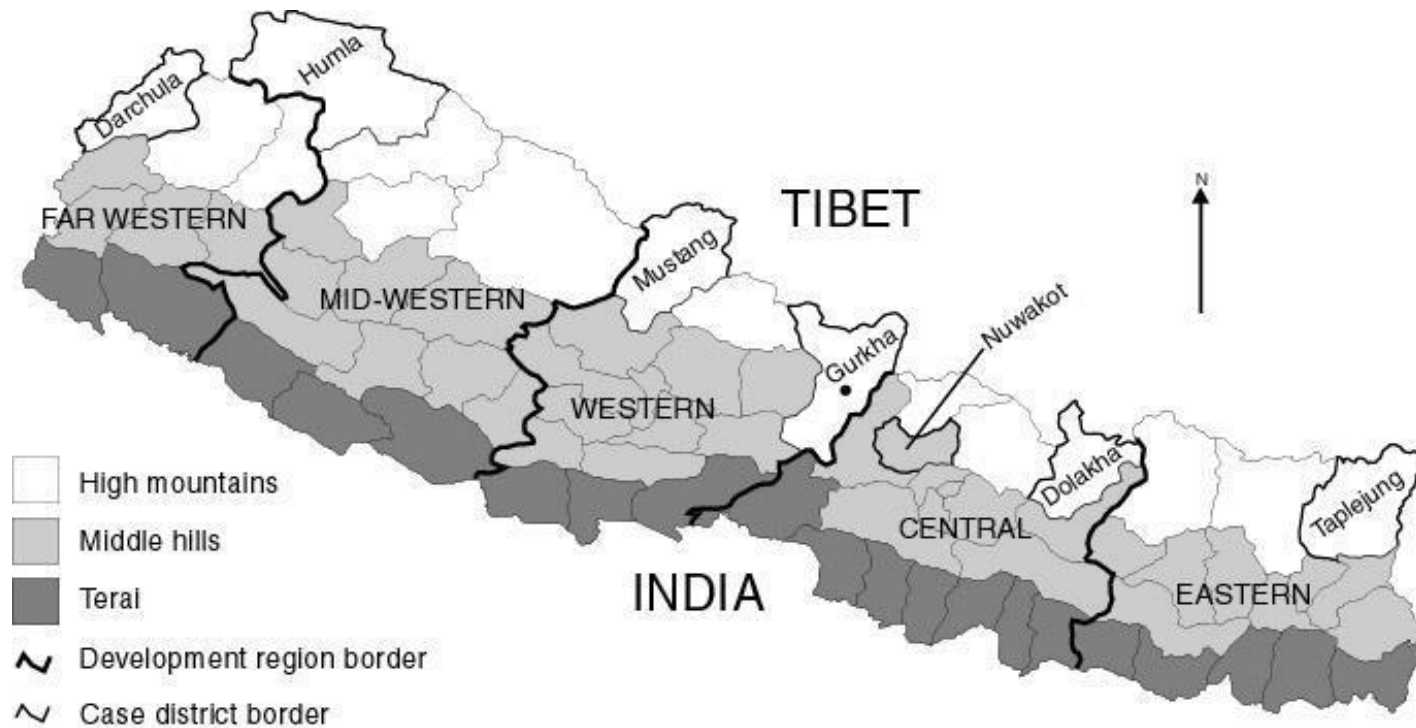 Humla
Darchula
N
TIBET
FAR WESTERN
Mustang
MID-WESTERN
Nuwakot
Gurkha
WESTERN
High mountains
Dolakha
Taplejung
CENTRAL
Middle hills
INDIA
EASTERN
Terai
Development region border
Case district border